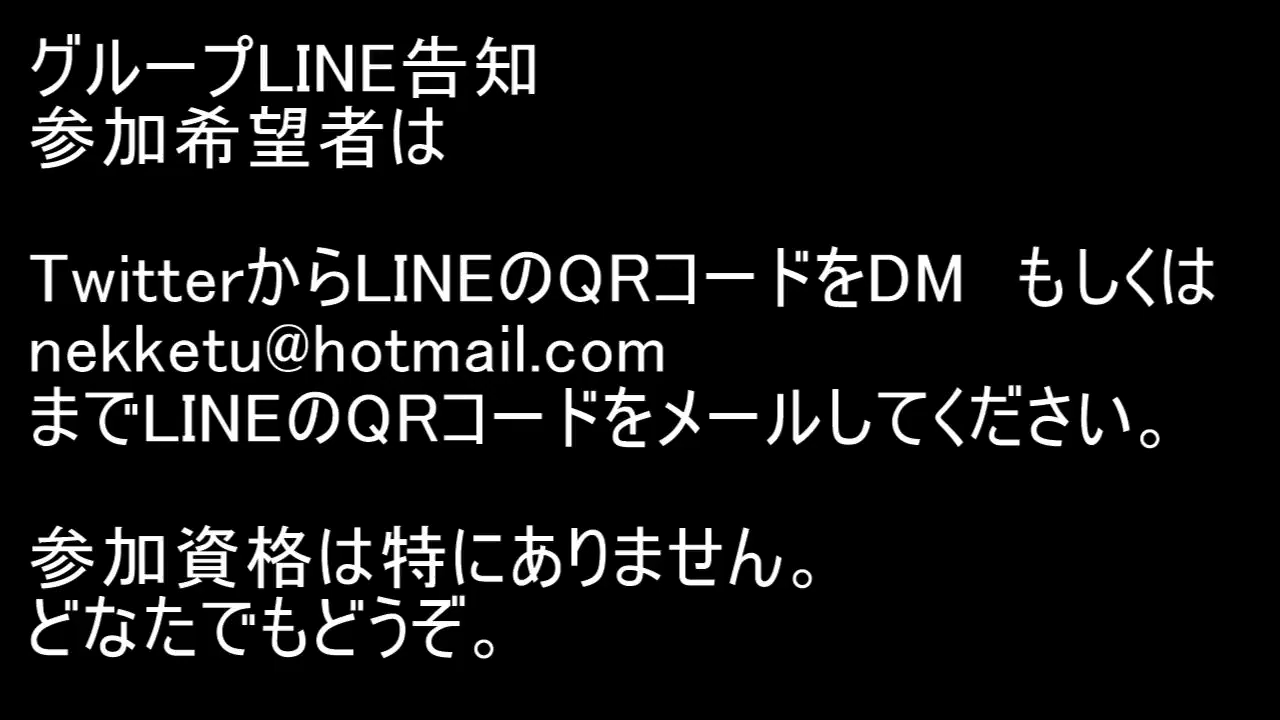 グループLINE告知
参加希望者は
TwitterからLINEのQRコードをDM　もしくは
nekketu@hotmail.com
までLINEのQRコードをメールしてください。
参加資格は特にありません。
どなたでもどうぞ。